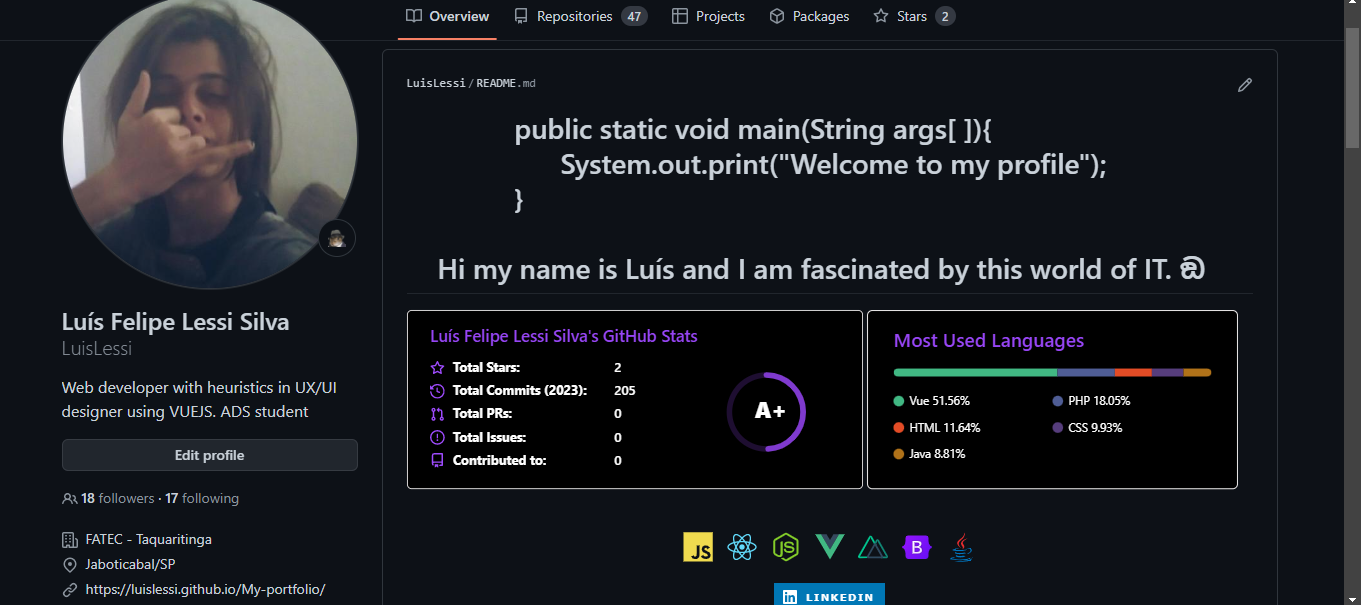 Overview
Repositories 47
Projects
Packages
Stars 2
LuisLessi/README.md
public static void main(String args[ ]){
System.out.print("Welcome to my profile");
}
Hi my name is Luís and I am fascinated by this world of IT. ඞ
Luís Felipe Lessi Silva
LuisLessi
Web developer with heuristics in UX/UI
designer using VUEJS. ADS student
Edit profile
18 followers · 17 following
FATEC - Taquaritinga
Jaboticabal/SP
https://luislessi.github.io/My-portfolio/
Luís Felipe Lessi Silva's GitHub Stats
Total Stars: 2
Total Commits (2023): 205
Total PRs: 0
Total Issues: 0
Contributed to: 0
A+
Most Used Languages
Vue 51.56%
PHP 18.05%
HTML 11.64%
CSS 9.93%
Java 8.81%
JS
JS
B
in LINKEDIN